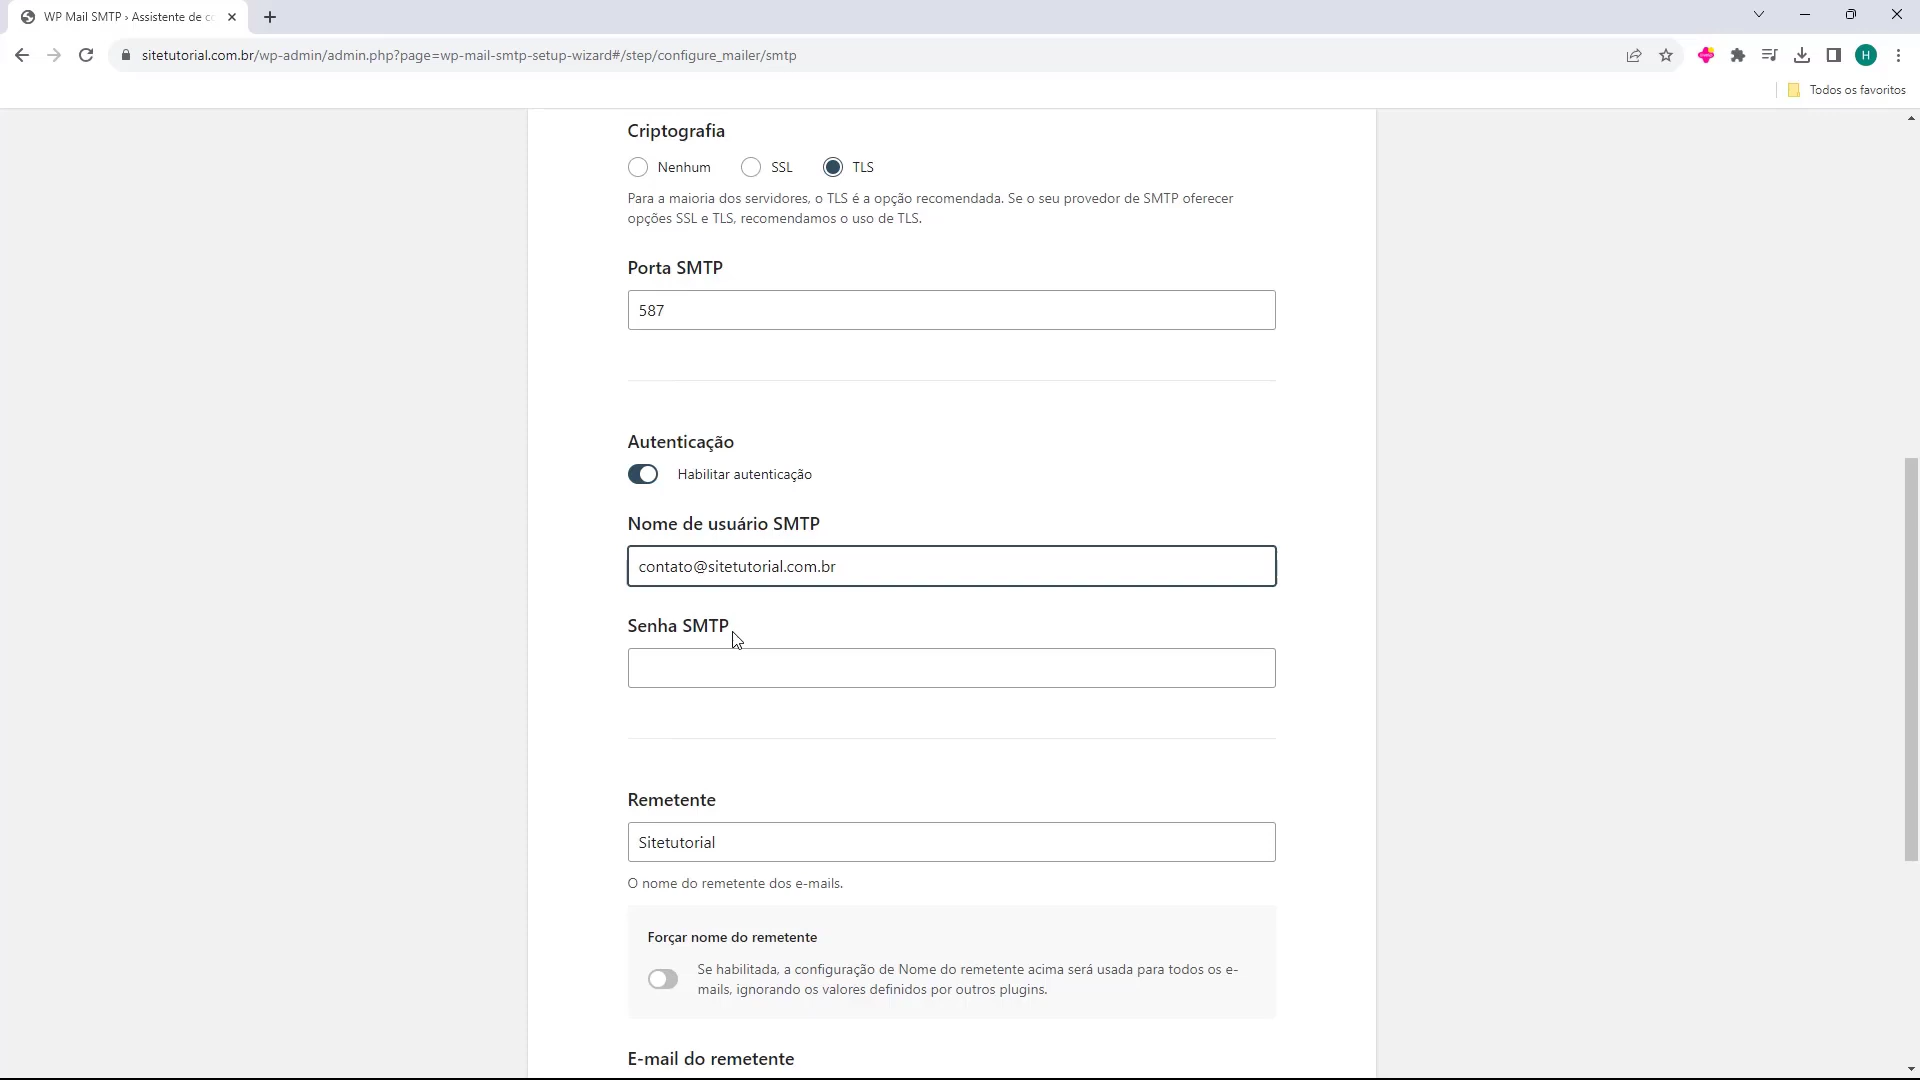 WP Mail SMTP › Assistente de c
sitetutorial.com.br/wp-admin/admin.php?page=wp-mail-smtp-setup-wizard#/step/configure_mailer/smtp
H
Todos os favoritos
Criptografia
Nenhum
SSL
TLS
Para a maioria dos servidores, o TLS é a opção recomendada. Se o seu provedor de SMTP oferecer
opções SSL e TLS, recomendamos o uso de TLS.
Porta SMTP
587
Autenticação
Habilitar autenticação
Nome de usuário SMTP
contato@sitetutorial.com.br
Senha SMTP
Remetente
Sitetutorial
O nome do remetente dos e-mails.
Forçar nome do remetente
Se habilitada, a configuração de Nome do remetente acima será usada para todos os e-
mails, ignorando os valores definidos por outros plugins.
E-mail do remetente